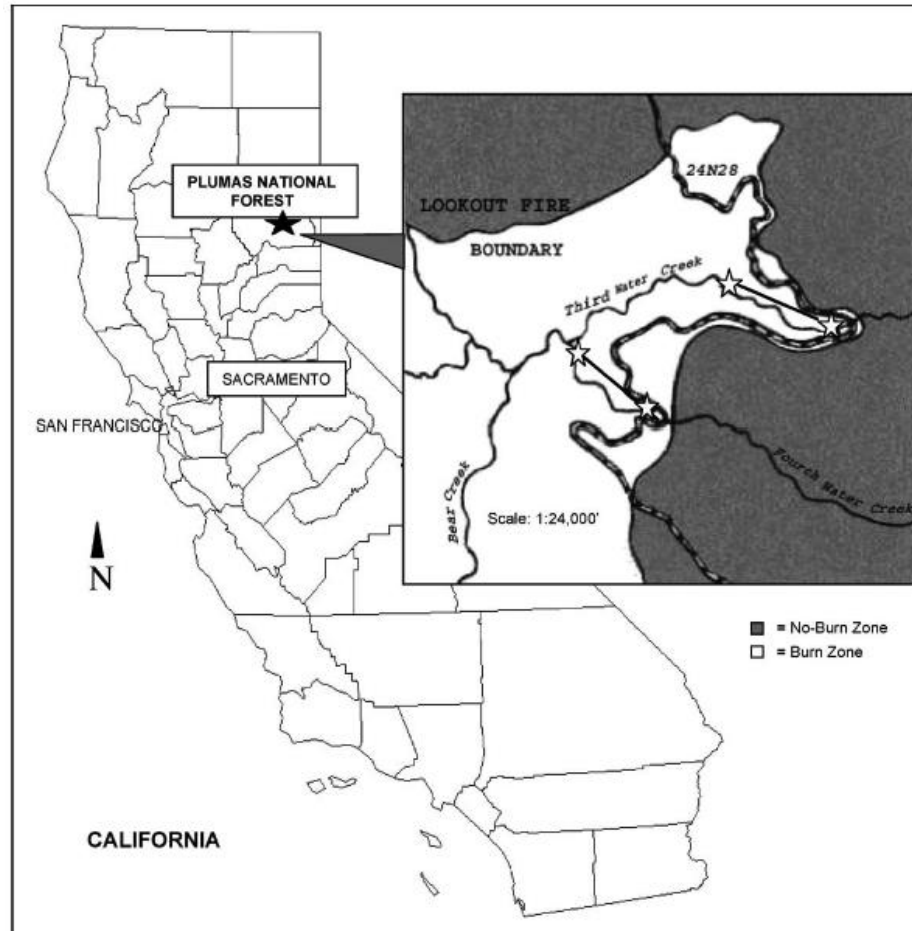 PLUMAS NATIONAL
FOREST
24N28
LOOKOUT FIRE
BOUNDARY
Third Water Creek
SACRAMENTO
SAN FRANCISCO
Fourth Water Creek
Bear Creek
Scale: 1:24,000'
N
= No-Burn Zone
= Burn Zone
CALIFORNIA